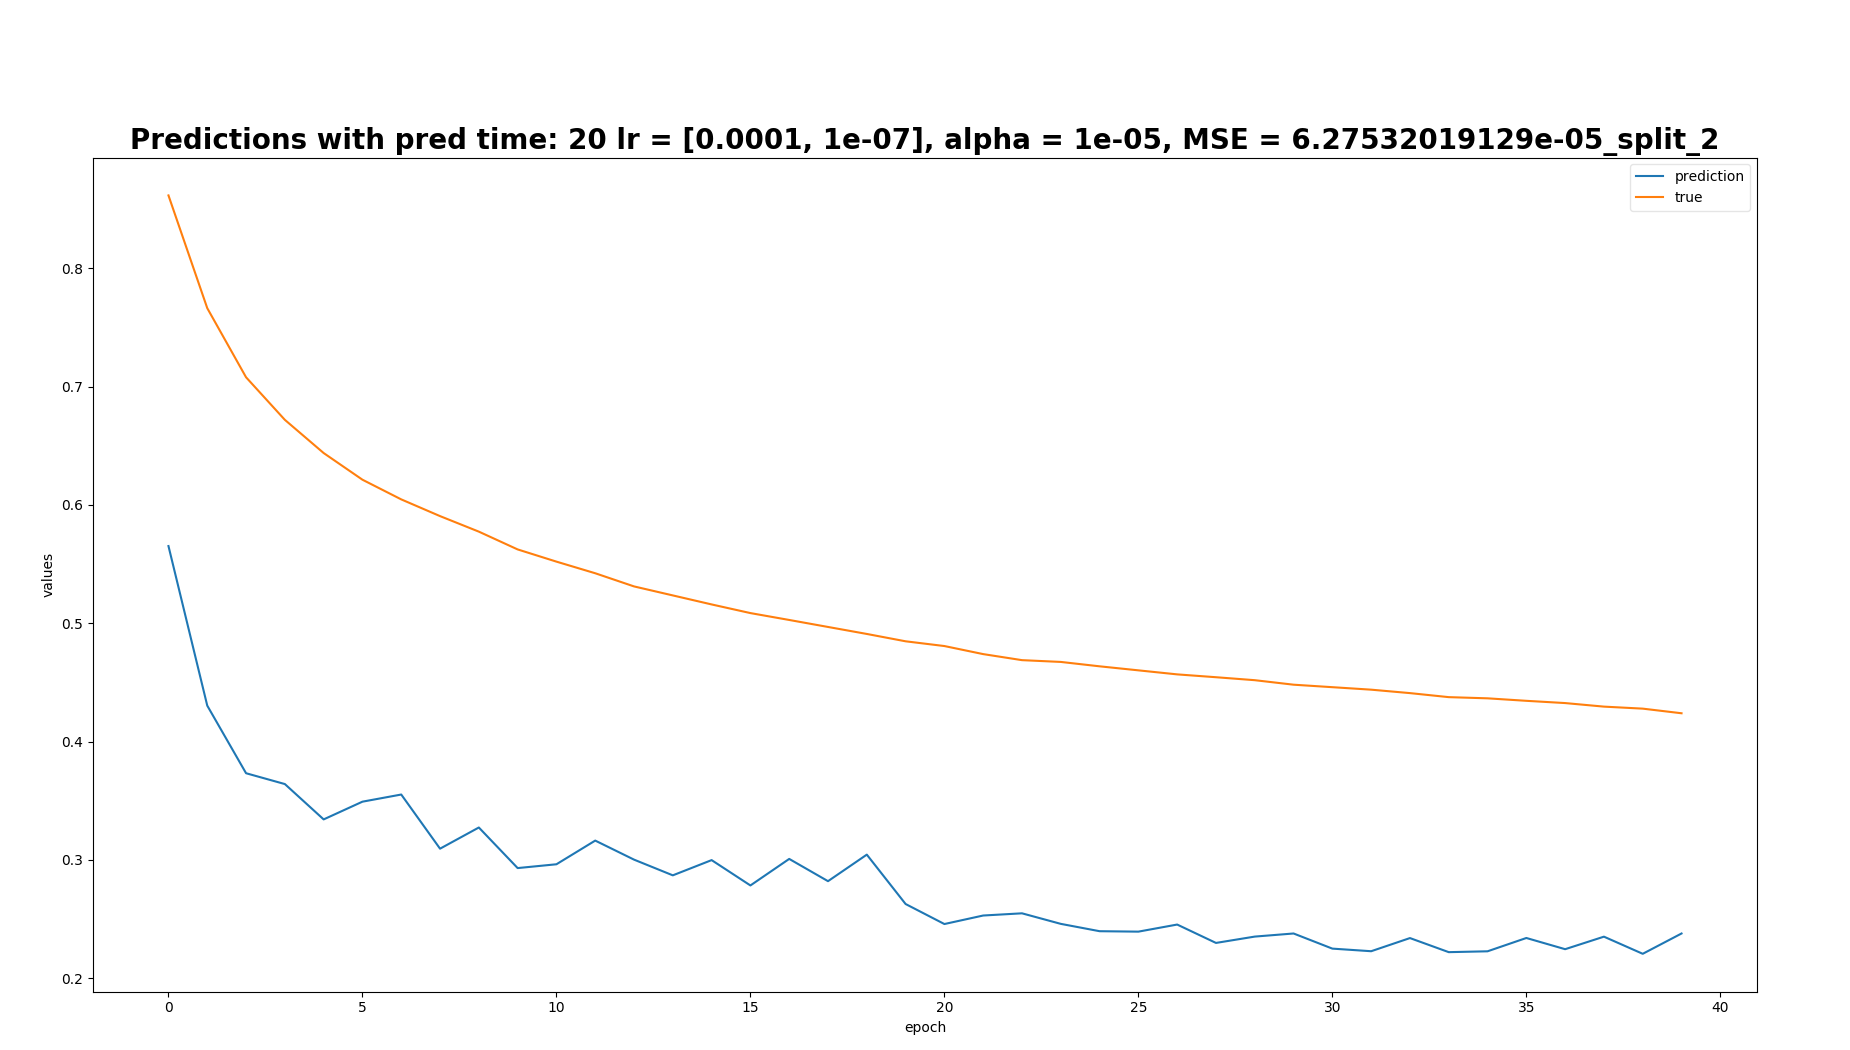 Predictions with pred time: 20 lr = [0.0001, 1e-07], alpha = 1e-05, MSE = 6.27532019129e-05_split_2
prediction
true
0.8
0.7
0.6
0.5
0.4
0.3
0.2
values
0 5 10 15 20 25 30 35 40
epoch